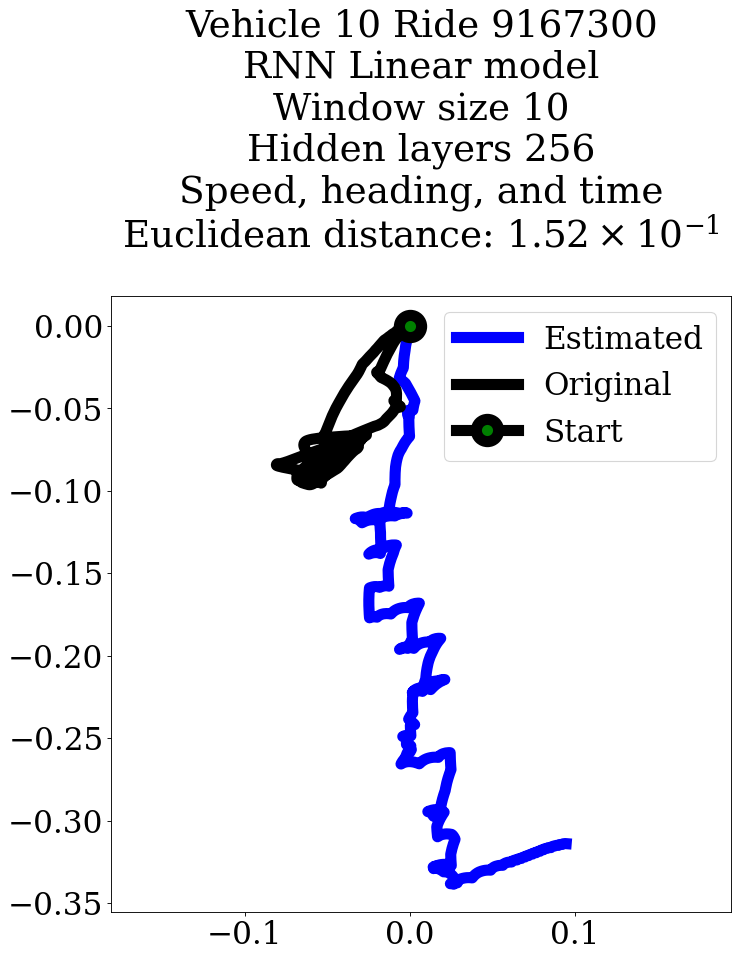 Vehicle 10 Ride 9167300
RNN Linear model
Window size 10
Hidden layers 256
Speed, heading, and time
Euclidean distance: 1.52 × 10⁻¹
Estimated
Original
Start
0.00
−0.05
−0.10
−0.15
−0.20
−0.25
−0.30
−0.35
−0.1 0.0 0.1